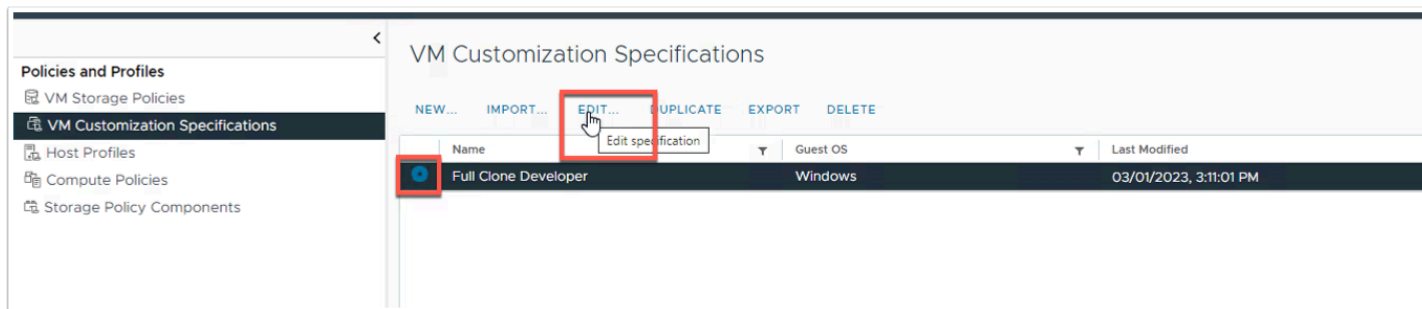 VM Customization Specifications
Policies and Profiles
VM Storage Policies
VM Customization Specifications
Host Profiles
Compute Policies
Storage Policy Components
NEW... IMPORT... EDIT... DUPLICATE EXPORT DELETE
Edit specification
Name Guest OS Last Modified
Full Clone Developer Windows 03/01/2023, 3:11:01 PM